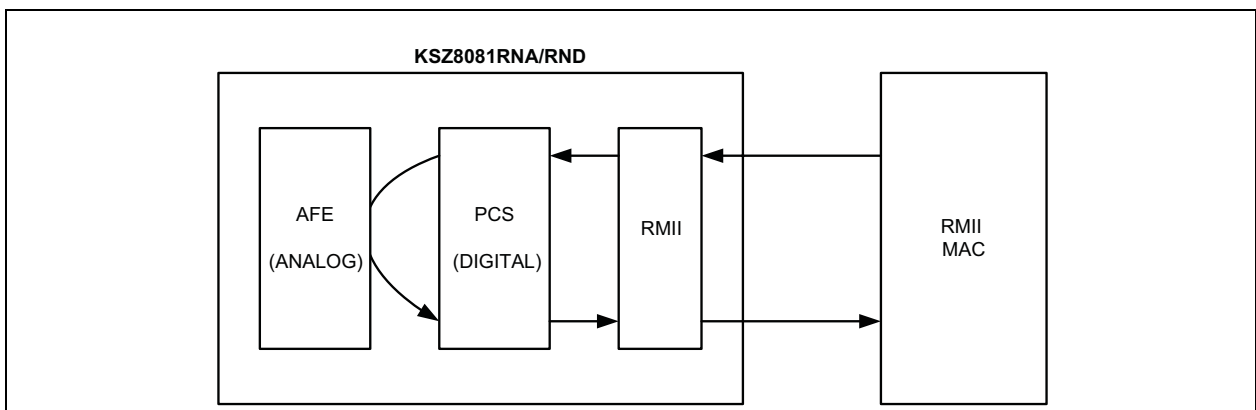 KSZ8081RNA/RND
AFE
(ANALOG)
PCS
(DIGITAL)
RMII
RMII
MAC